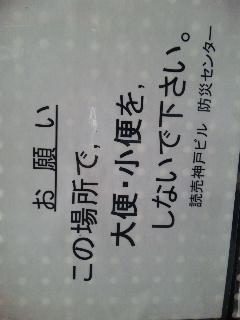 お願い
この場所で,
大便・小便を,
しないで下さい。
読売神戸ビル 防災センター